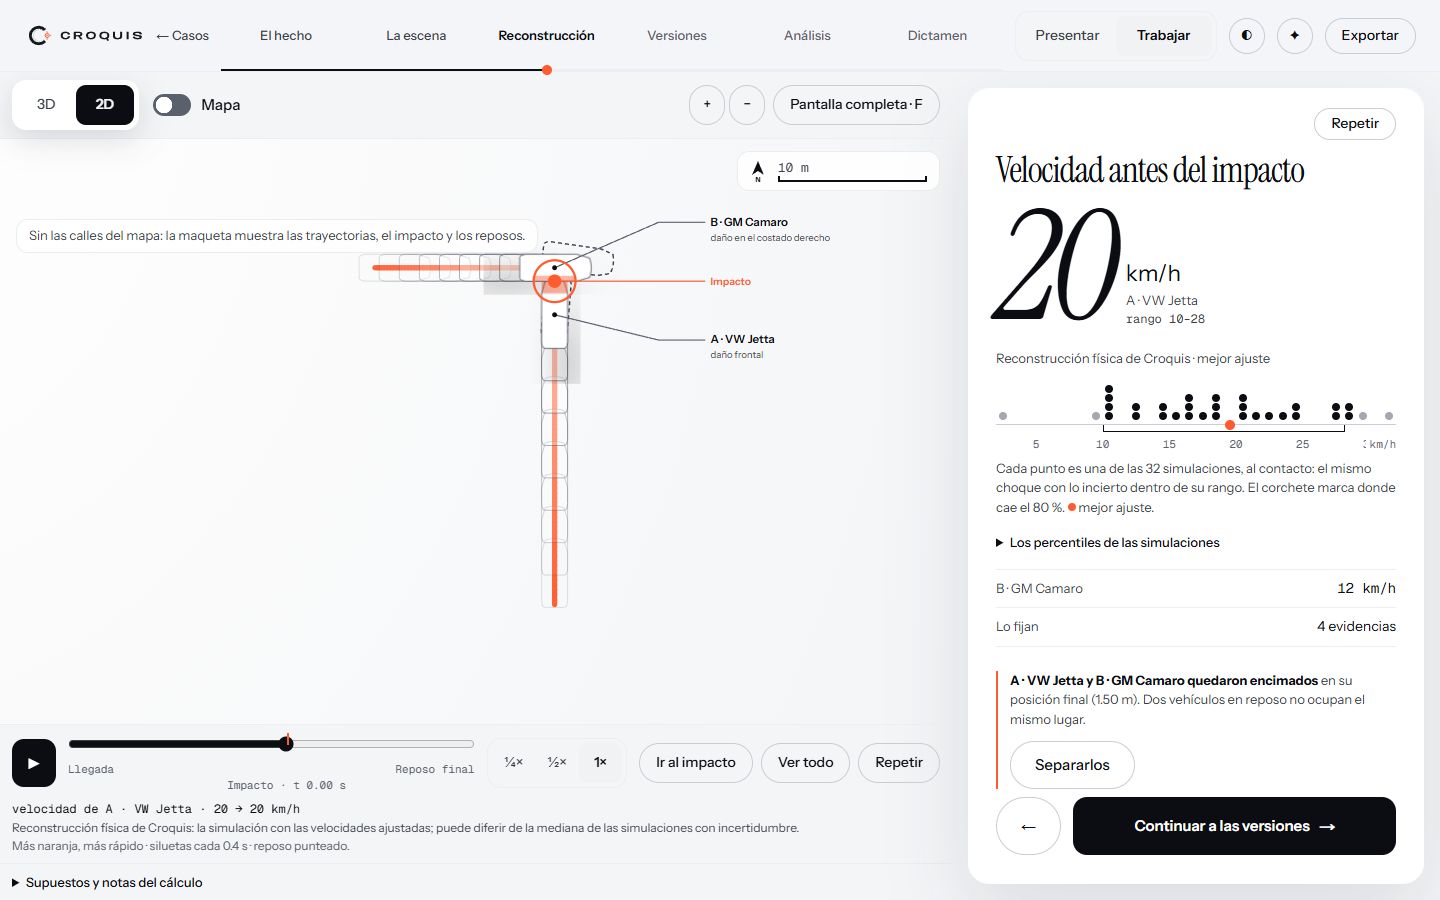 CROQUIS
← Casos
El hecho
La escena
Reconstrucción
Versiones
Análisis
Dictamen
Presentar
Trabajar
Exportar
3D
2D
Mapa
+
−
Pantalla completa · F
N
10 m
Sin las calles del mapa: la maqueta muestra las trayectorias, el impacto y los reposos.
B · GM Camaro
daño en el costado derecho
Impacto
A · VW Jetta
daño frontal
Llegada
Reposo final
Impacto · t 0.00 s
¼×
½×
1×
Ir al impacto
Ver todo
Repetir
velocidad de A · VW Jetta · 20 → 20 km/h
Reconstrucción física de Croquis: la simulación con las velocidades ajustadas; puede diferir de la mediana de las simulaciones con incertidumbre.
Más naranja, más rápido · siluetas cada 0.4 s · reposo punteado.
Supuestos y notas del cálculo
Repetir
Velocidad antes del impacto
20
km/h
A · VW Jetta
rango 10–28
Reconstrucción física de Croquis · mejor ajuste
5 10 15 20 25 km/h
Cada punto es una de las 32 simulaciones, al contacto: el mismo
choque con lo incierto dentro de su rango. El corchete marca donde
cae el 80 %. mejor ajuste.
Los percentiles de las simulaciones
B · GM Camaro 12 km/h
Lo fijan 4 evidencias
A · VW Jetta y B · GM Camaro quedaron encimados en su
posición final (1.50 m). Dos vehículos en reposo no ocupan el
mismo lugar.
Separarlos
←
Continuar a las versiones →